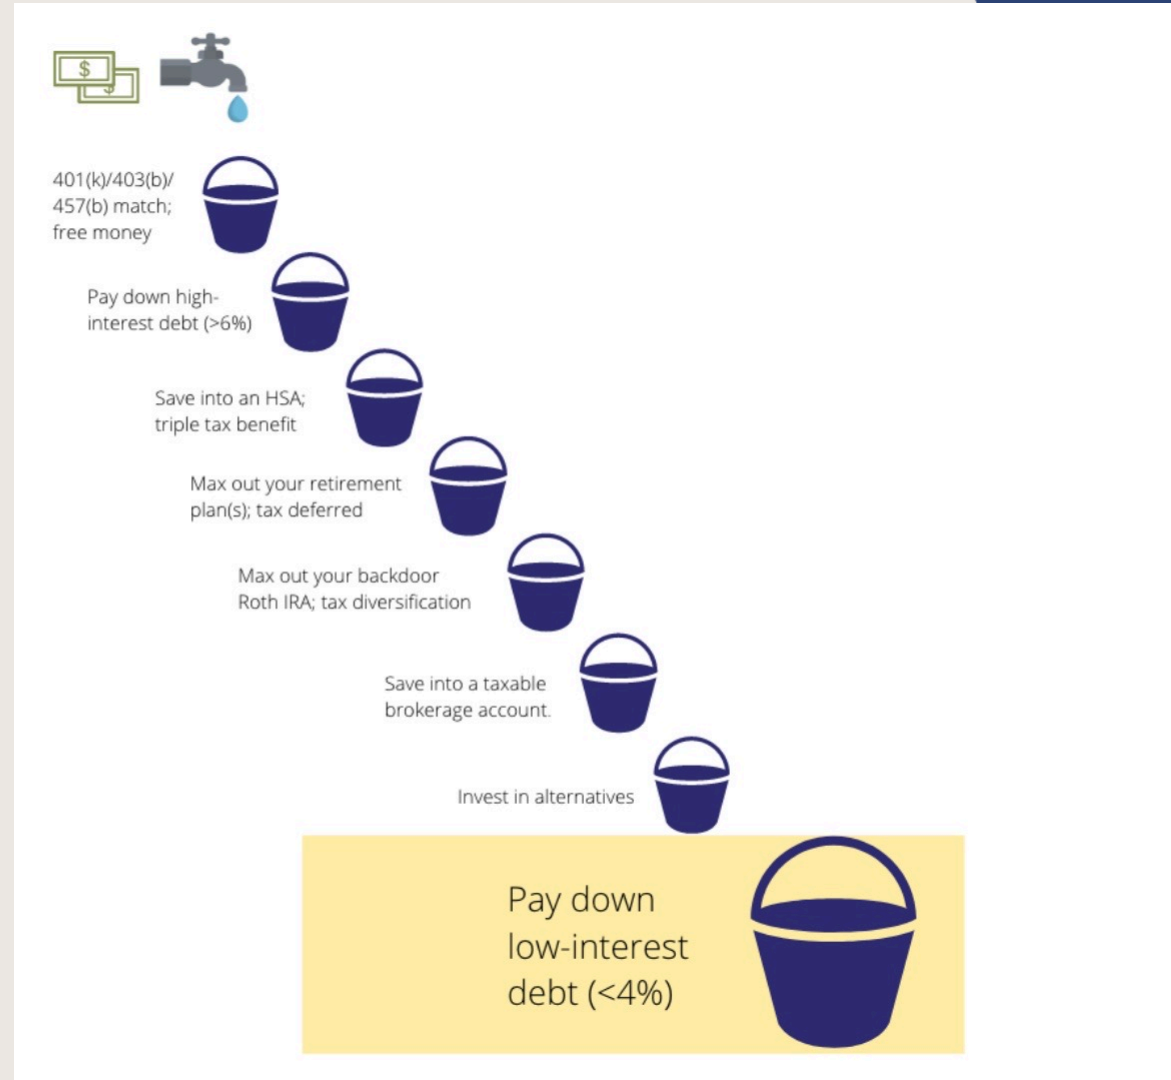 $
$
401(k)/403(b)/
457(b) match;
free money
Pay down high-
interest debt (>6%)
Save into an HSA;
triple tax benefit
Max out your retirement
plan(s); tax deferred
Max out your backdoor
Roth IRA; tax diversification
Save into a taxable
brokerage account.
Invest in alternatives
Pay down
low-interest
debt (<4%)